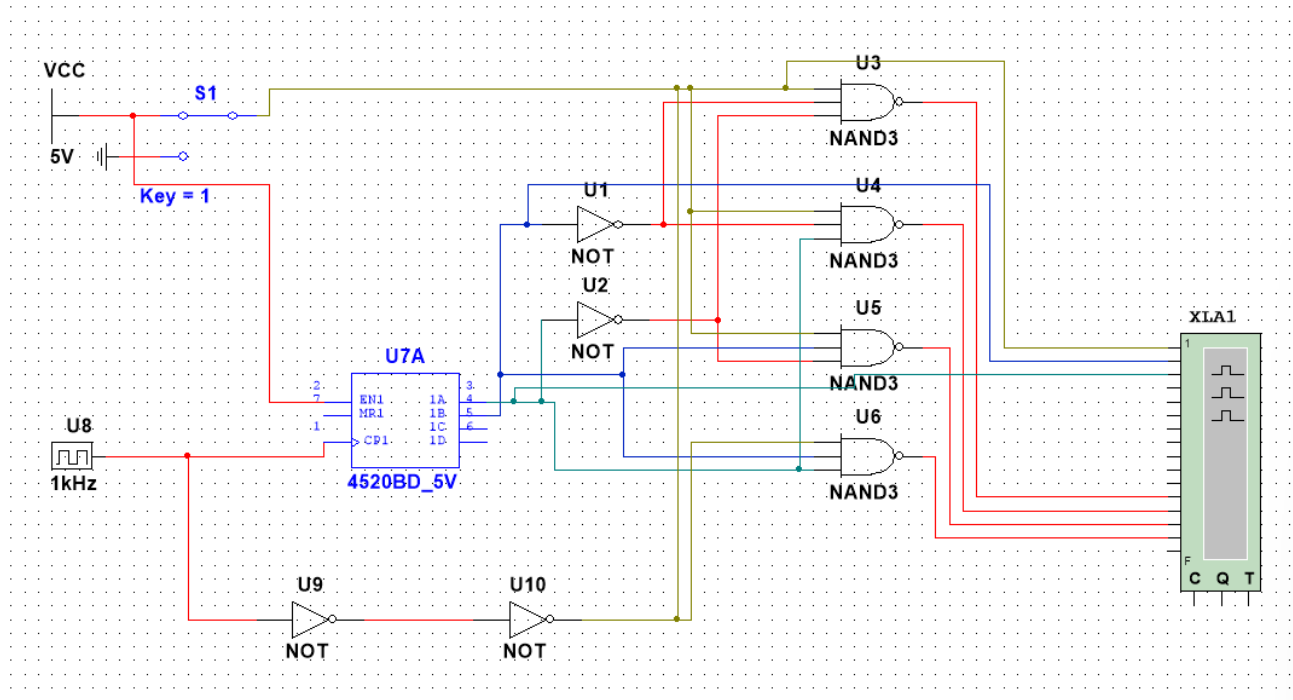 VCC
S1
5V
Key = 1
U3
NAND3
U1
NOT
U4
NAND3
U2
NOT
U5
NAND3
XLA1
1
F
C Q T
U7A
2
7
1
EN1
MR1
CP1
1A
1B
1C
1D
3
4
5
6
4520BD_5V
U6
NAND3
U8
1kHz
U9
NOT
U10
NOT